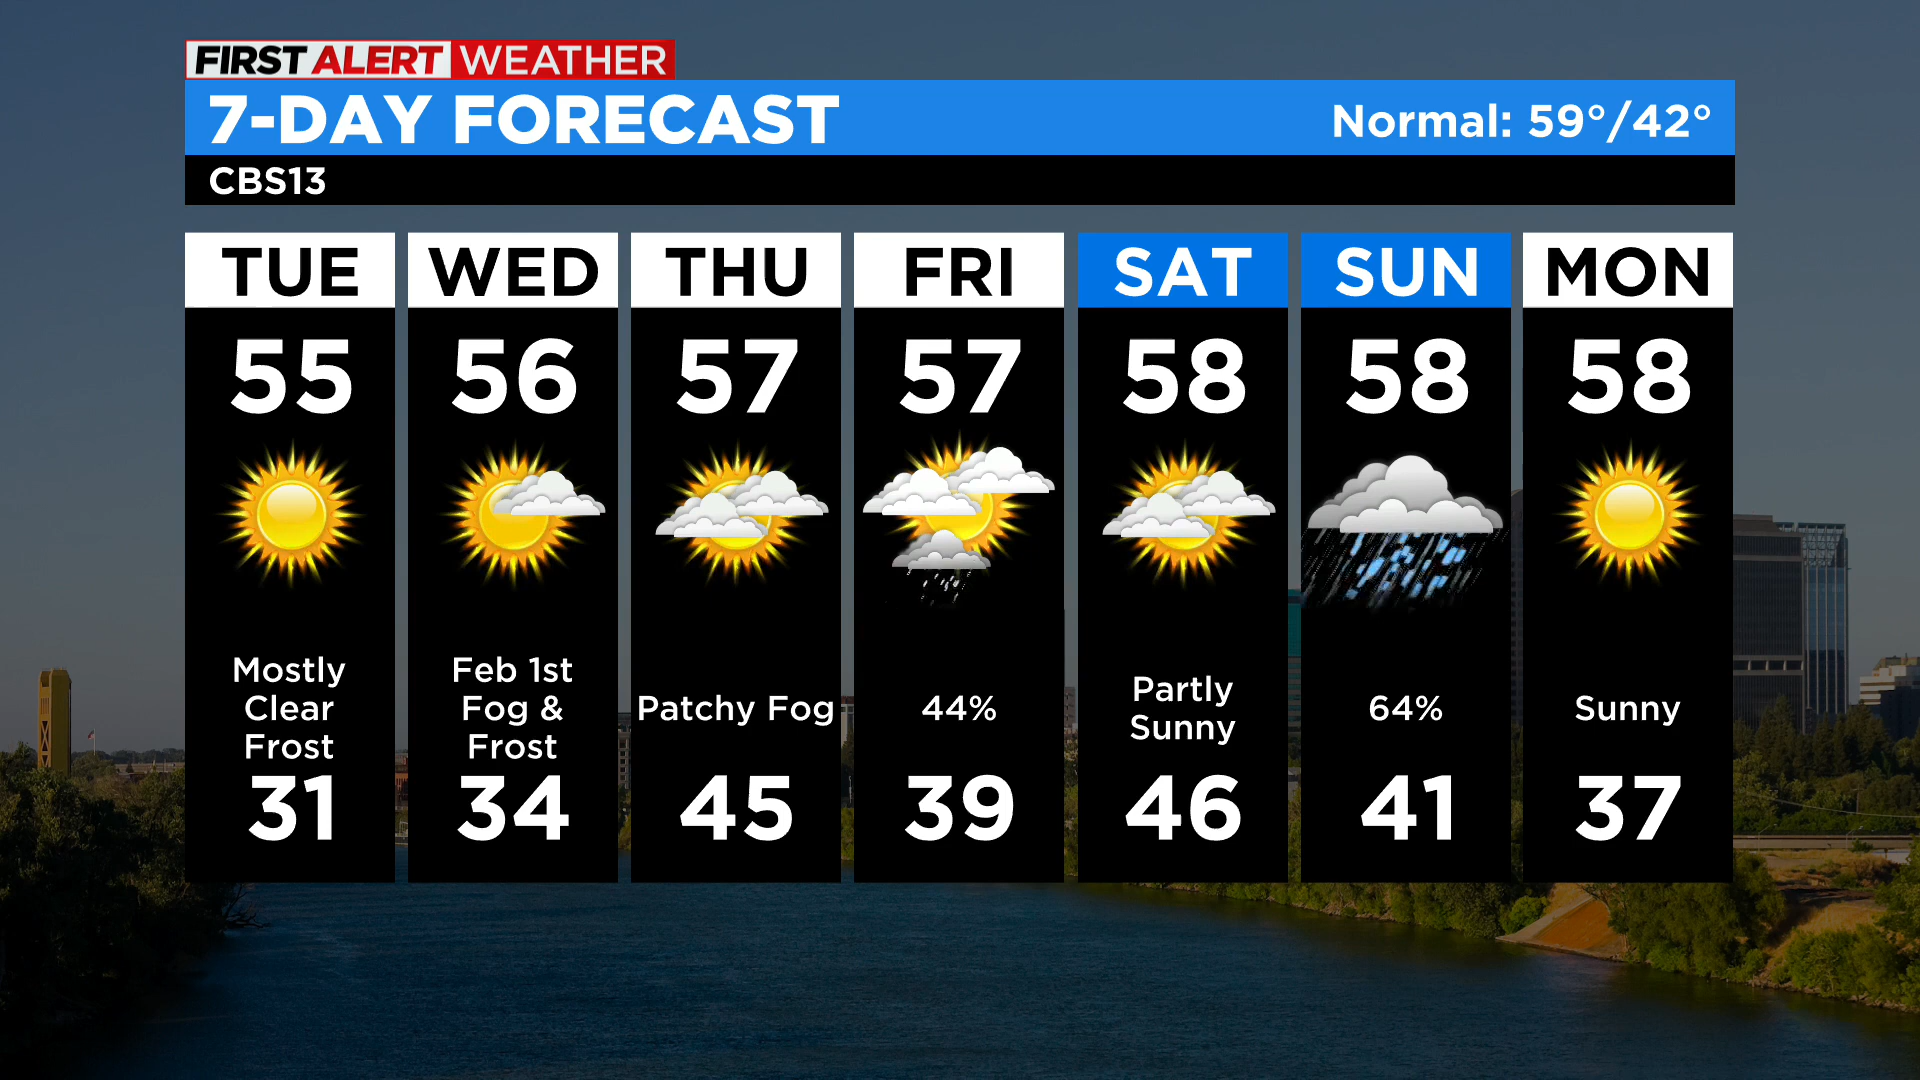 FIRST ALERT WEATHER
7-DAY FORECAST Normal: 59°/42°
CBS13
TUE
55
Mostly
Clear
Frost
31
WED
56
Feb 1st
Fog &
Frost
34
THU
57
Patchy Fog
45
FRI
57
44%
39
SAT
58
Partly
Sunny
46
SUN
58
64%
41
MON
58
Sunny
37